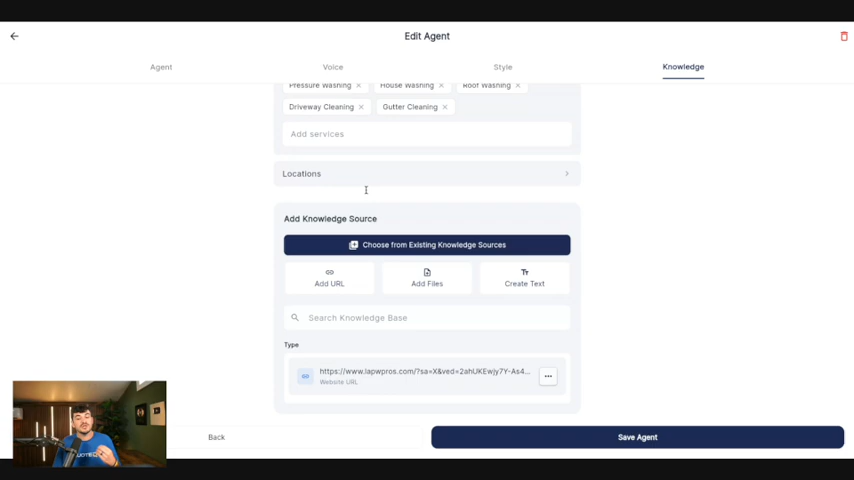 Edit Agent
Agent Voice Style Knowledge
Pressure Washing × House Washing × Roof Washing ×
Driveway Cleaning × Gutter Cleaning ×
Add services
Locations
Add Knowledge Source
Choose from Existing Knowledge Sources
Add URL Add Files Create Text
Search Knowledge Base
Type
https://www.lapwpros.com/?sa=X&ved=2ahUKEwjy7Y-As4...
Website URL
Back Save Agent